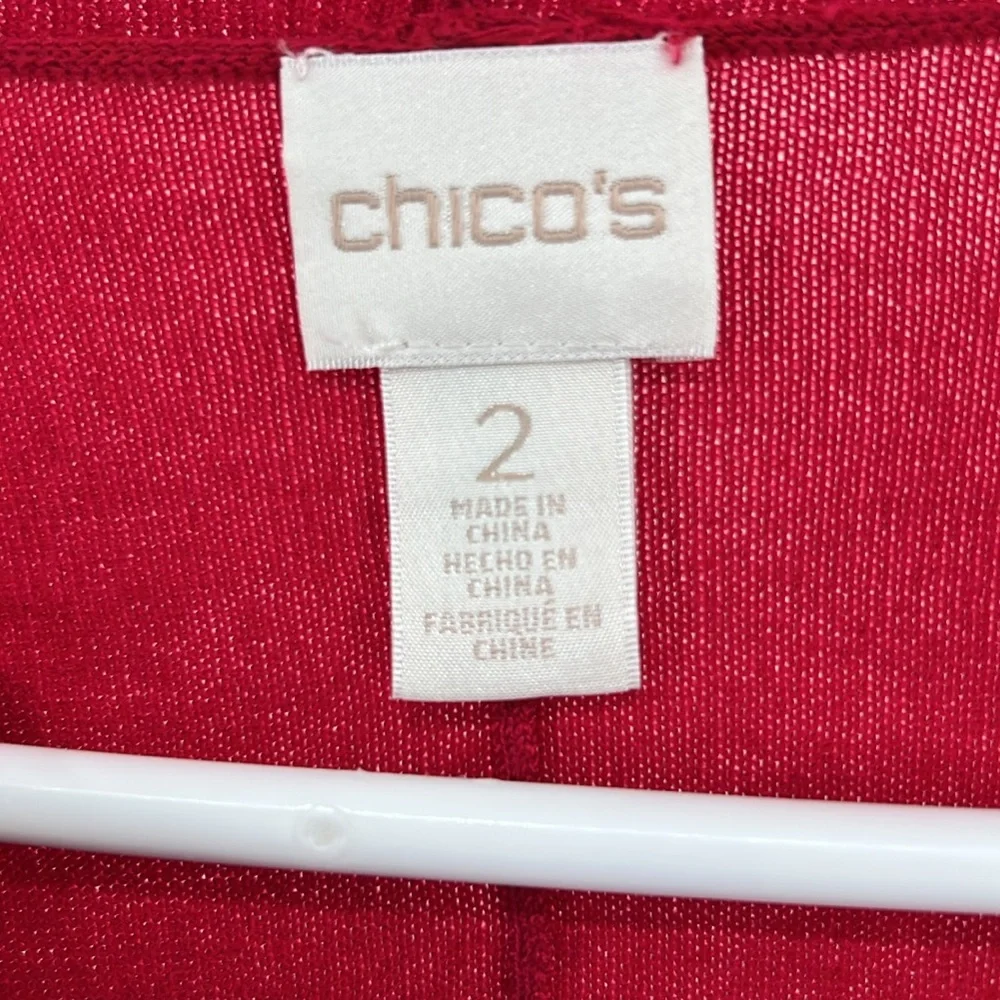 chico's
2
MADE IN
CHINA
HECHO EN
CHINA
FABRIQUÉ EN
CHINE